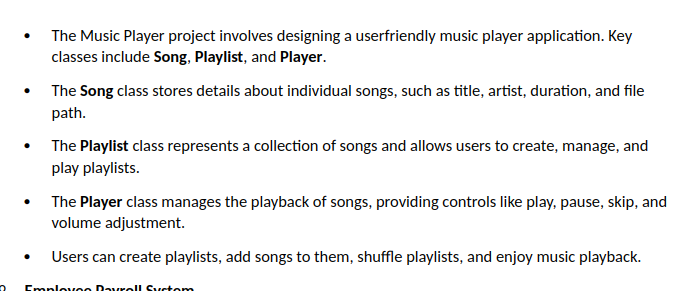 • The Music Player project involves designing a userfriendly music player application. Key
classes include Song, Playlist, and Player.
• The Song class stores details about individual songs, such as title, artist, duration, and file
path.
• The Playlist class represents a collection of songs and allows users to create, manage, and
play playlists.
• The Player class manages the playback of songs, providing controls like play, pause, skip, and
volume adjustment.
• Users can create playlists, add songs to them, shuffle playlists, and enjoy music playback.
Employee Payroll System